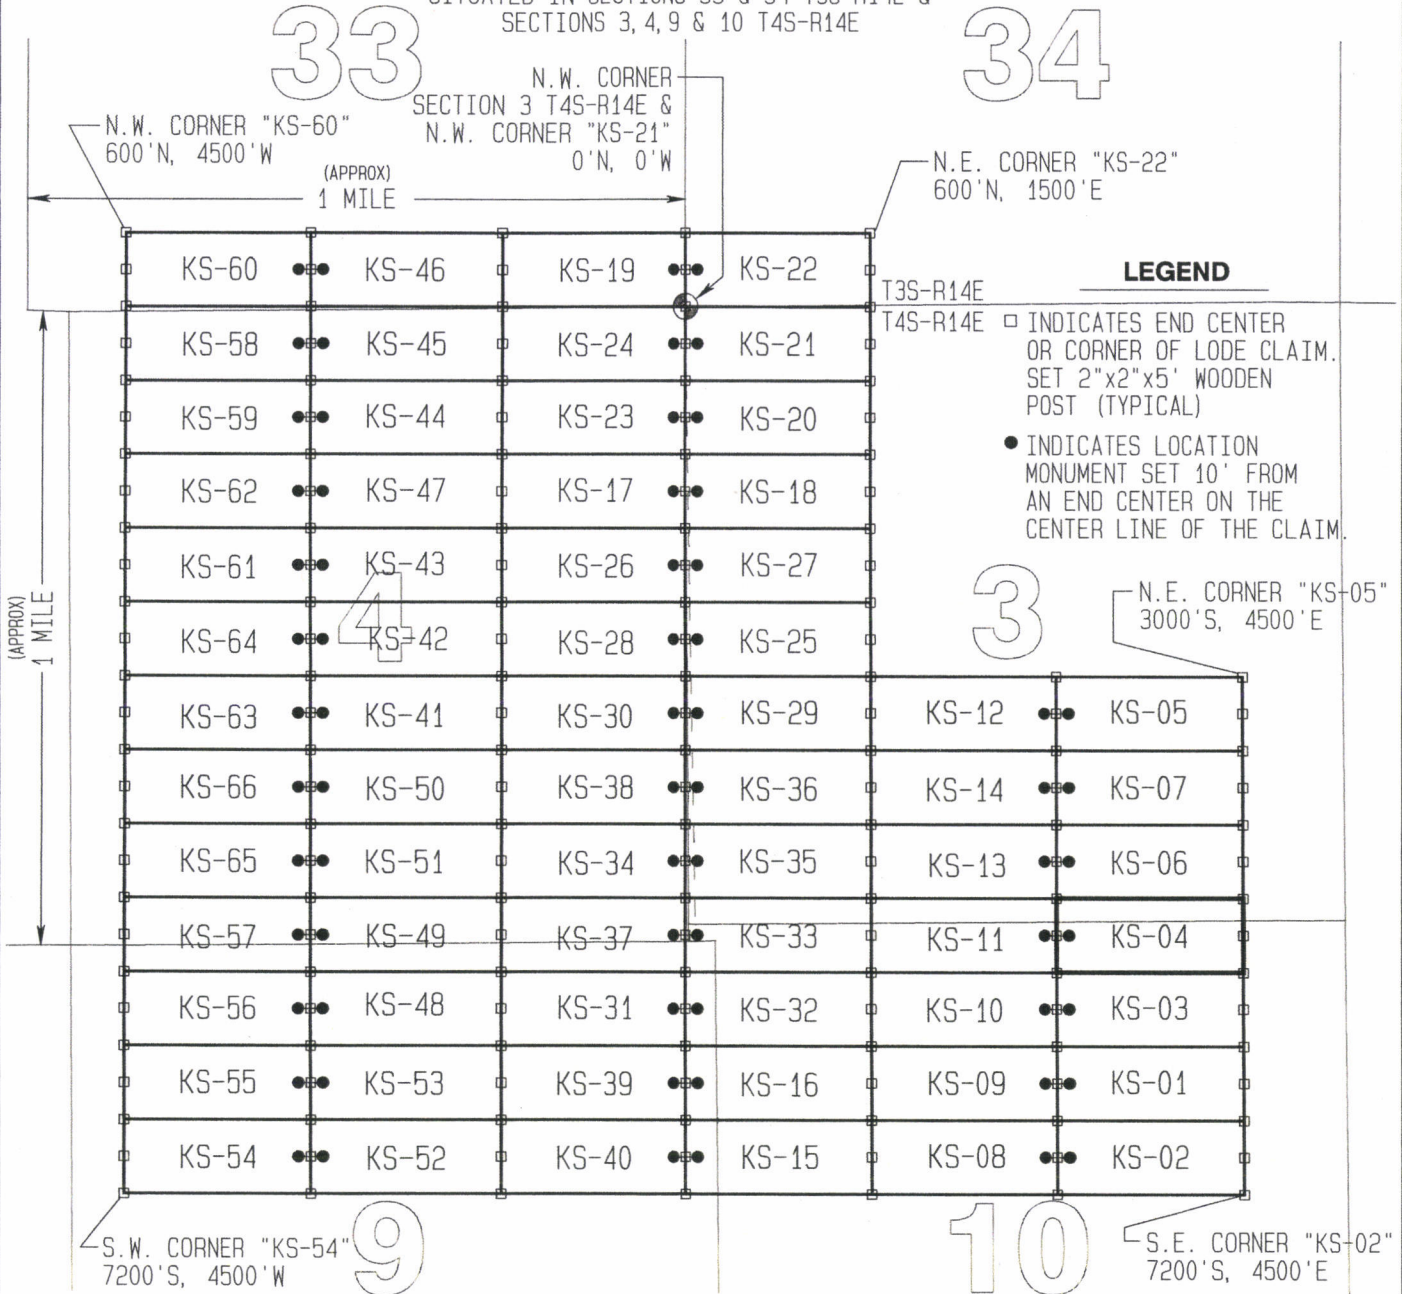 SITUATED IN SECTIONS 33 & 34 T3S-R14E &
SECTIONS 3, 4, 9 & 10 T4S-R14E
33
34
N.W. CORNER
SECTION 3 T4S-R14E &
N.W. CORNER "KS-21"
0'N, 0'W
N.W. CORNER "KS-60"
600'N, 4500'W
(APPROX)
1 MILE
N.E. CORNER "KS-22"
600'N, 1500'E
KS-60 KS-46 KS-19 KS-22
T3S-R14E
T4S-R14E
LEGEND
INDICATES END CENTER
OR CORNER OF LODE CLAIM.
SET 2"x2"x5' WOODEN
POST (TYPICAL)
INDICATES LOCATION
MONUMENT SET 10' FROM
AN END CENTER ON THE
CENTER LINE OF THE CLAIM.
KS-58 KS-45 KS-24 KS-21
KS-59 KS-44 KS-23 KS-20
KS-62 KS-47 KS-17 KS-18
KS-61 KS-43 KS-26 KS-27
4
3
N.E. CORNER "KS-05"
3000'S, 4500'E
(APPROX)
1 MILE
KS-64 KS-42 KS-28 KS-25
KS-63 KS-41 KS-30 KS-29 KS-12 KS-05
KS-66 KS-50 KS-38 KS-36 KS-14 KS-07
KS-65 KS-51 KS-34 KS-35 KS-13 KS-06
KS-57 KS-49 KS-37 KS-33 KS-11 KS-04
KS-56 KS-48 KS-31 KS-32 KS-10 KS-03
KS-55 KS-53 KS-39 KS-16 KS-09 KS-01
KS-54 KS-52 KS-40 KS-15 KS-08 KS-02
9
10
S.W. CORNER "KS-54"
7200'S, 4500'W
S.E. CORNER "KS-02"
7200'S, 4500'E